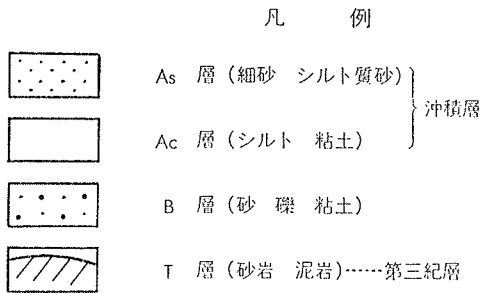 凡 例
As 層 (細砂 シルト質砂)
Ac 層 (シルト 粘土)
沖積層
B 層 (砂 礫 粘土)
T 層 (砂岩 泥岩)……第三紀層